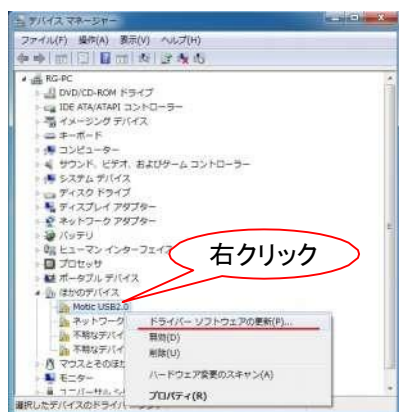 デバイス マネージャー
ファイル(F) 操作(A) 表示(V) ヘルプ(H)
RG-PC
DVD/CD-ROM ドライブ
IDE ATA/ATAPI コントローラー
イメージング デバイス
キーボード
コンピューター
サウンド、ビデオ、およびゲーム コントローラー
システム デバイス
ディスク ドライブ
ディスプレイ アダプター
ネットワーク アダプター
バッテリ
ヒューマン インターフェイス
右クリック
プロセッサ
ポータブル デバイス
ほかのデバイス
Motic USB2.0
ネットワーク
ドライバー ソフトウェアの更新(P)...
不明なデバイ
無効(D)
不明なデバイ
削除(U)
マウスとそのほか
ハードウェア変更のスキャン(A)
モニター
ユニバーサル シ
プロパティ(R)
選択したデバイスのドライバー